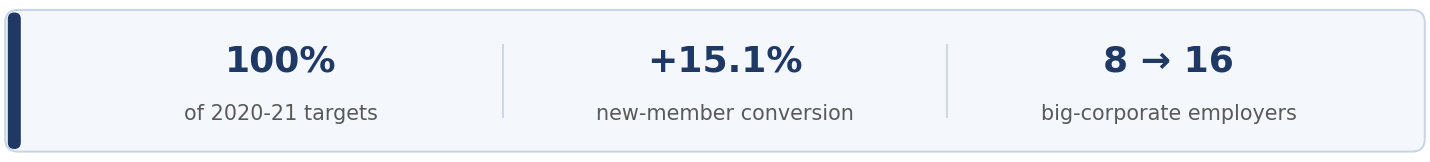 100%
of 2020-21 targets
+15.1%
new-member conversion
8 → 16
big-corporate employers